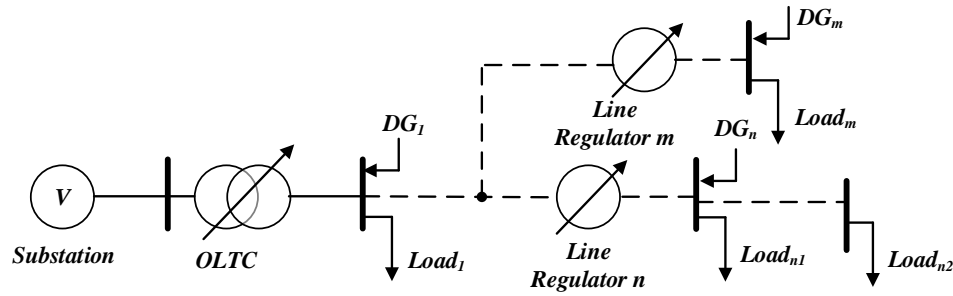 DGm
Line
Regulator m
Loadm
DG1
DGn
V
Substation
OLTC
Load1
Line
Regulator n
Loadn1
Loadn2